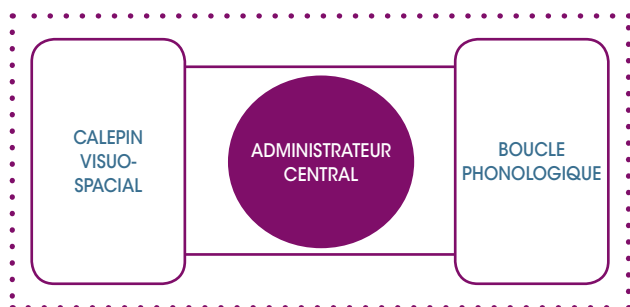 CALEPIN
VISUO-
SPACIAL
ADMINISTRATEUR
CENTRAL
BOUCLE
PHONOLOGIQUE